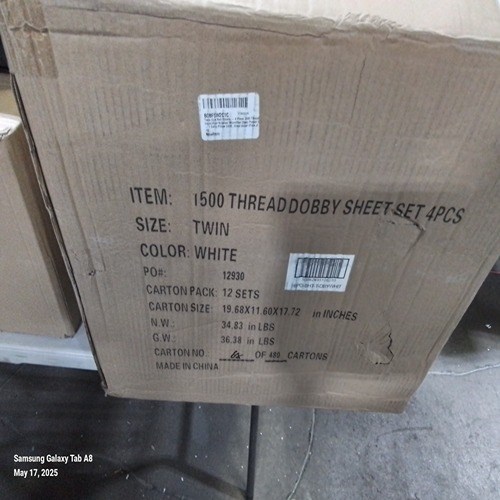 ITEM: 1500 THREAD DOBBY SHEET SET 4PCS
SIZE: TWIN
COLOR: WHITE
PO#: 12930
CARTON PACK: 12 SETS
CARTON SIZE: 19.68X11.60X17.72 in INCHES
N.W.: 34.83 in LBS
G.W.: 36.38 in LBS
CARTON NO. OF 480 CARTONS
MADE IN CHINA
Samsung Galaxy Tab A8
May 17, 2025